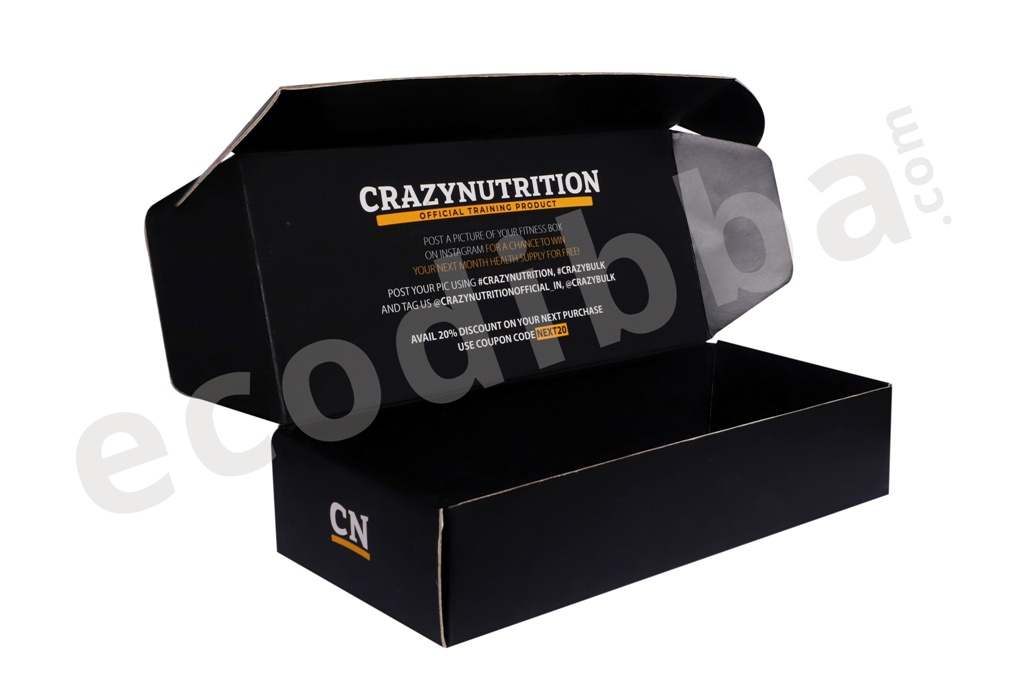 CRAZYNUTRITION
OFFICIAL TRAINING PRODUCT
POST A PICTURE OF YOUR FITNESS BOX
ON INSTAGRAM FOR A CHANCE TO WIN
YOUR NEXT MONTH HEALTH SUPPLY FOR FREE!
POST YOUR PIC USING #CRAZYNUTRITION, #CRAZYBULK
AND TAG US @CRAZYNUTRITIONOFFICIAL_IN, @CRAZYBULK
AVAIL 20% DISCOUNT ON YOUR NEXT PURCHASE
USE COUPON CODE NEXT20
CN
ecodibba.com